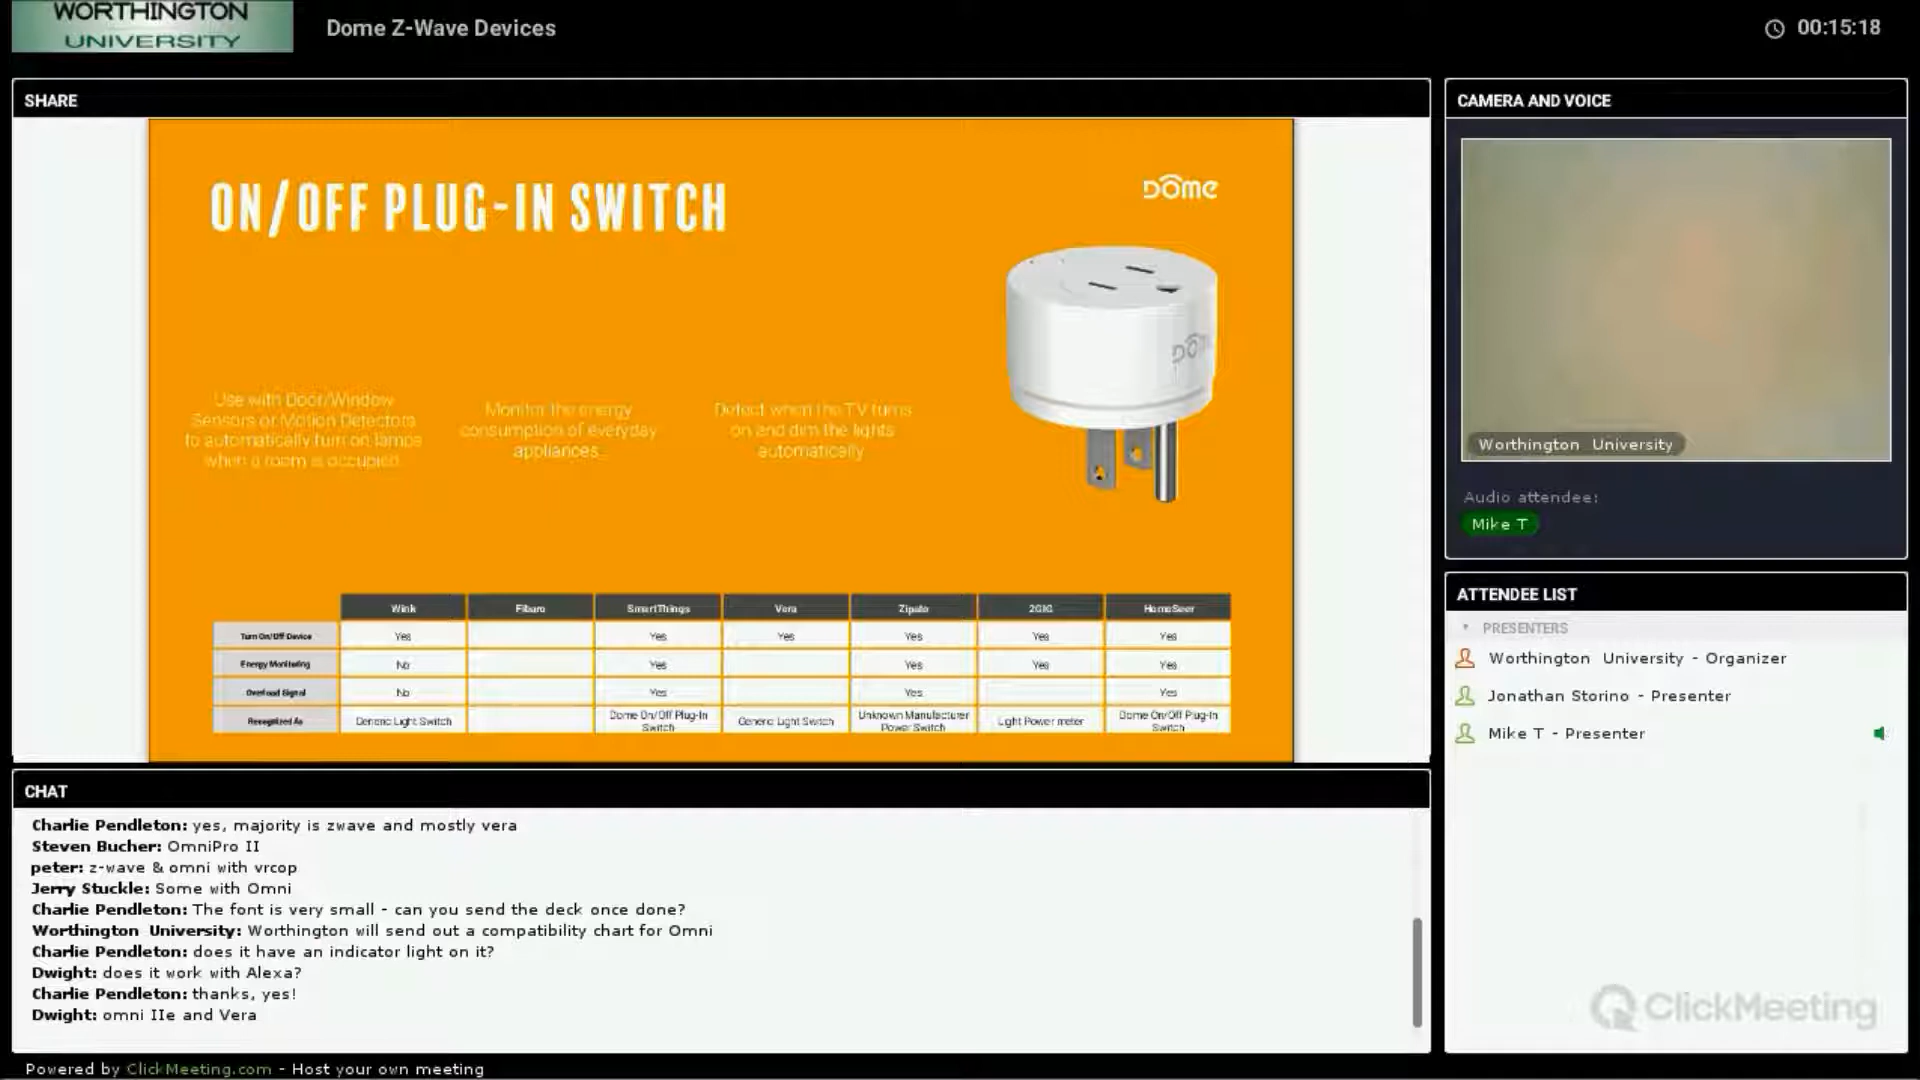 WORTHINGTON
UNIVERSITY
Dome Z-Wave Devices
00:15:18
SHARE
ON/OFF PLUG-IN SWITCH
Dome
Use with Door/Window
Sensors or Motion Detectors
to automatically turn on lamps
when a room is occupied.
Monitor the energy
consumption of everyday
appliances.
Detect when the TV turns
on and dim the lights
automatically
Wink Fibaro SmartThings Vera Zipato 2GIG HomeSeer
Turn On/Off Device Yes Yes Yes Yes Yes Yes
Energy Monitoring No Yes Yes Yes Yes
Overload Signal No Yes Yes Yes
Recognized As Generic Light Switch Dome On/Off Plug-In Switch Generic Light Switch Unknown Manufacturer Power Switch Light Power meter Dome On/Off Plug-In Switch
CHAT
Charlie Pendleton: yes, majority is zwave and mostly vera
Steven Bucher: OmniPro II
peter: z-wave & omni with vrcop
Jerry Stuckle: Some with Omni
Charlie Pendleton: The font is very small - can you send the deck once done?
Worthington University: Worthington will send out a compatibility chart for Omni
Charlie Pendleton: does it have an indicator light on it?
Dwight: does it work with Alexa?
Charlie Pendleton: thanks, yes!
Dwight: omni IIe and Vera
CAMERA AND VOICE
Worthington University
Audio attendee:
Mike T
ATTENDEE LIST
PRESENTERS
Worthington University - Organizer
Jonathan Storino - Presenter
Mike T - Presenter
ClickMeeting
Powered by ClickMeeting.com - Host your own meeting